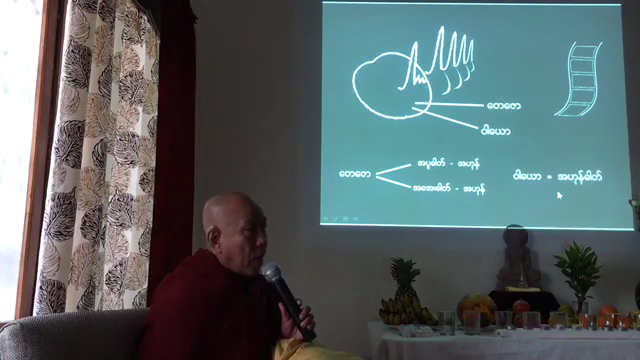 တေဇော
ဝါယော
တေဇော
အပူဓါတ် - အဟုန်
အအေးဓါတ် - အဟုန်
ဝါယော = အဟုန်ဓါတ်